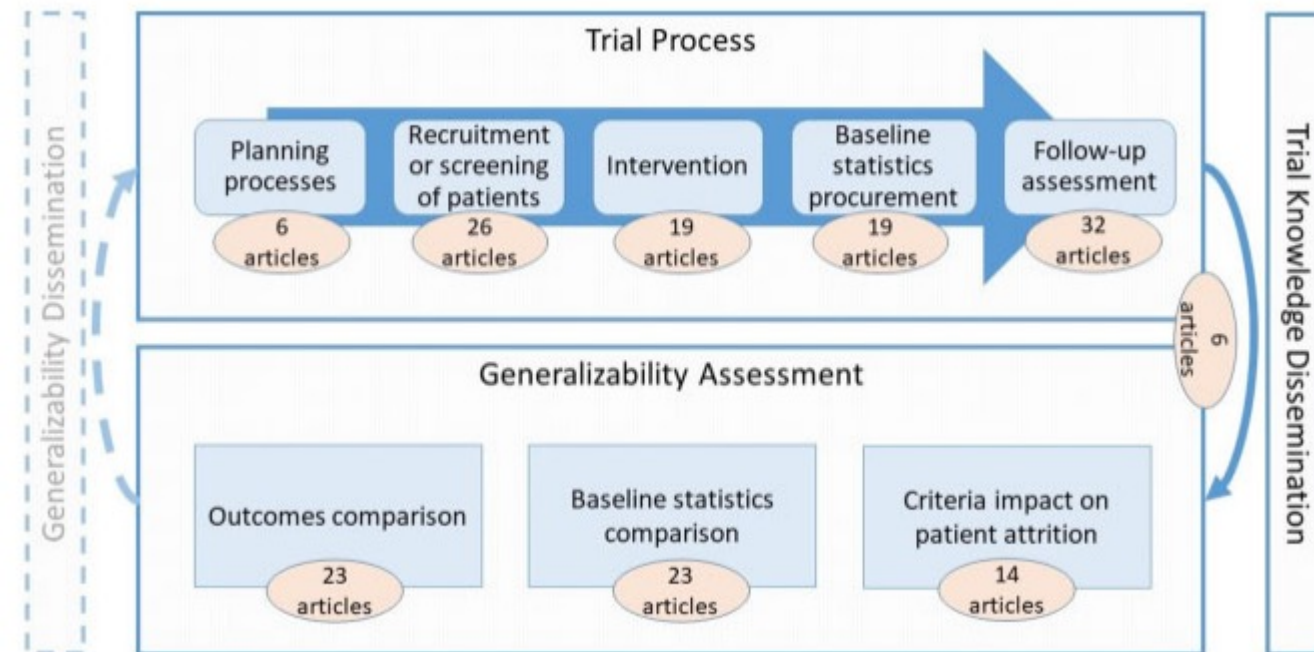 Generalizability Dissemination
Trial Process
Planning
processes
6
articles
Recruitment
or screening
of patients
26
articles
Intervention
19
articles
Baseline
statistics
procurement
19
articles
Follow-up
assessment
32
articles
6
articles
Trial Knowledge Dissemination
Generalizability Assessment
Outcomes comparison
23
articles
Baseline statistics
comparison
23
articles
Criteria impact on
patient attrition
14
articles